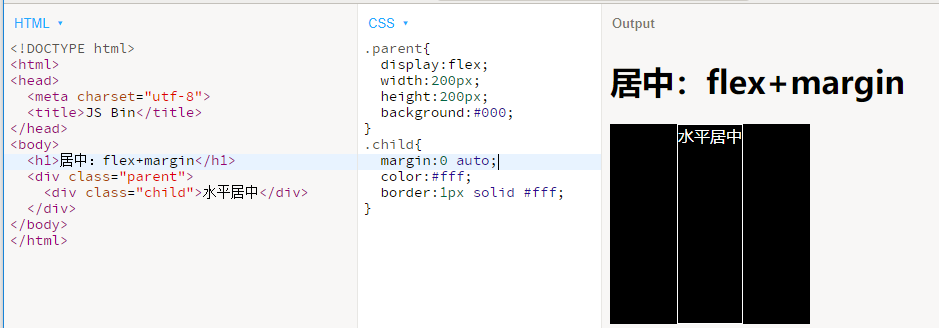 HTML ▾
<!DOCTYPE html>
<html>
<head>
  <meta charset="utf-8">
  <title>JS Bin</title>
</head>
<body>
  <h1>居中：flex+margin</h1>
  <div class="parent">
    <div class="child">水平居中</div>
  </div>
</body>
</html>
CSS ▾
.parent{
  display:flex;
  width:200px;
  height:200px;
  background:#000;
}
.child{
  margin:0 auto;
  color:#fff;
  border:1px solid #fff;
}
Output
居中：flex+margin
水平居中